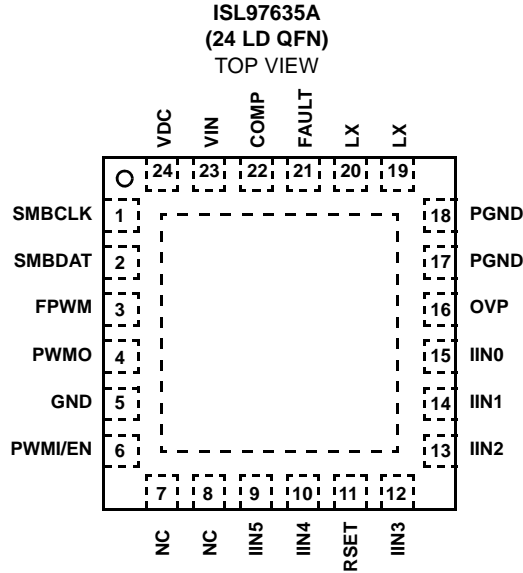 ISL97635A
(24 LD QFN)
TOP VIEW
VDC
VIN
COMP
FAULT
LX
LX
24 23 22 21 20 19
SMBCLK 1 18 PGND
SMBDAT 2 17 PGND
FPWM 3 16 OVP
PWMO 4 15 IIN0
GND 5 14 IIN1
PWMI/EN 6 13 IIN2
7 8 9 10 11 12
NC
NC
IIN5
IIN4
RSET
IIN3